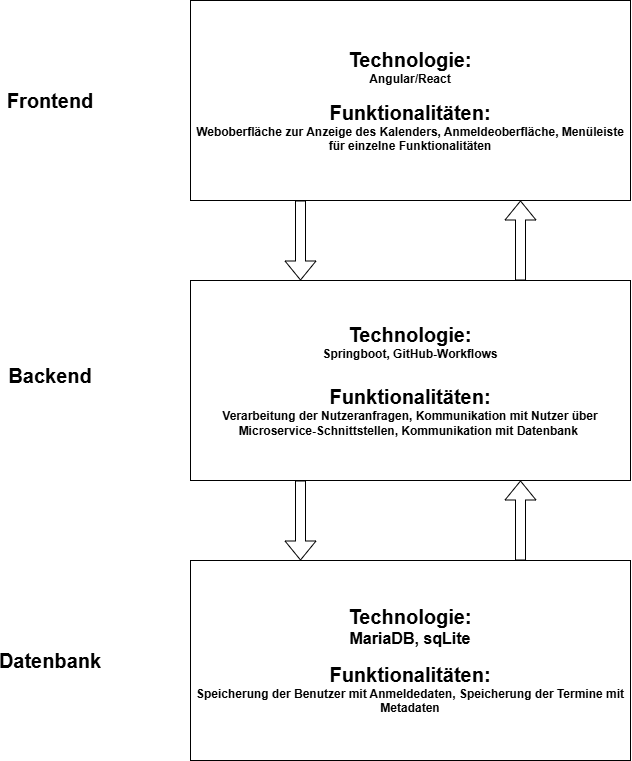 Frontend
Technologie:
Angular/React
Funktionalitäten:
Weboberfläche zur Anzeige des Kalenders, Anmeldeoberfläche, Menüleiste
für einzelne Funktionalitäten
Backend
Technologie:
Springboot, GitHub-Workflows
Funktionalitäten:
Verarbeitung der Nutzeranfragen, Kommunikation mit Nutzer über
Microservice-Schnittstellen, Kommunikation mit Datenbank
Datenbank
Technologie:
MariaDB, sqLite
Funktionalitäten:
Speicherung der Benutzer mit Anmeldedaten, Speicherung der Termine mit
Metadaten